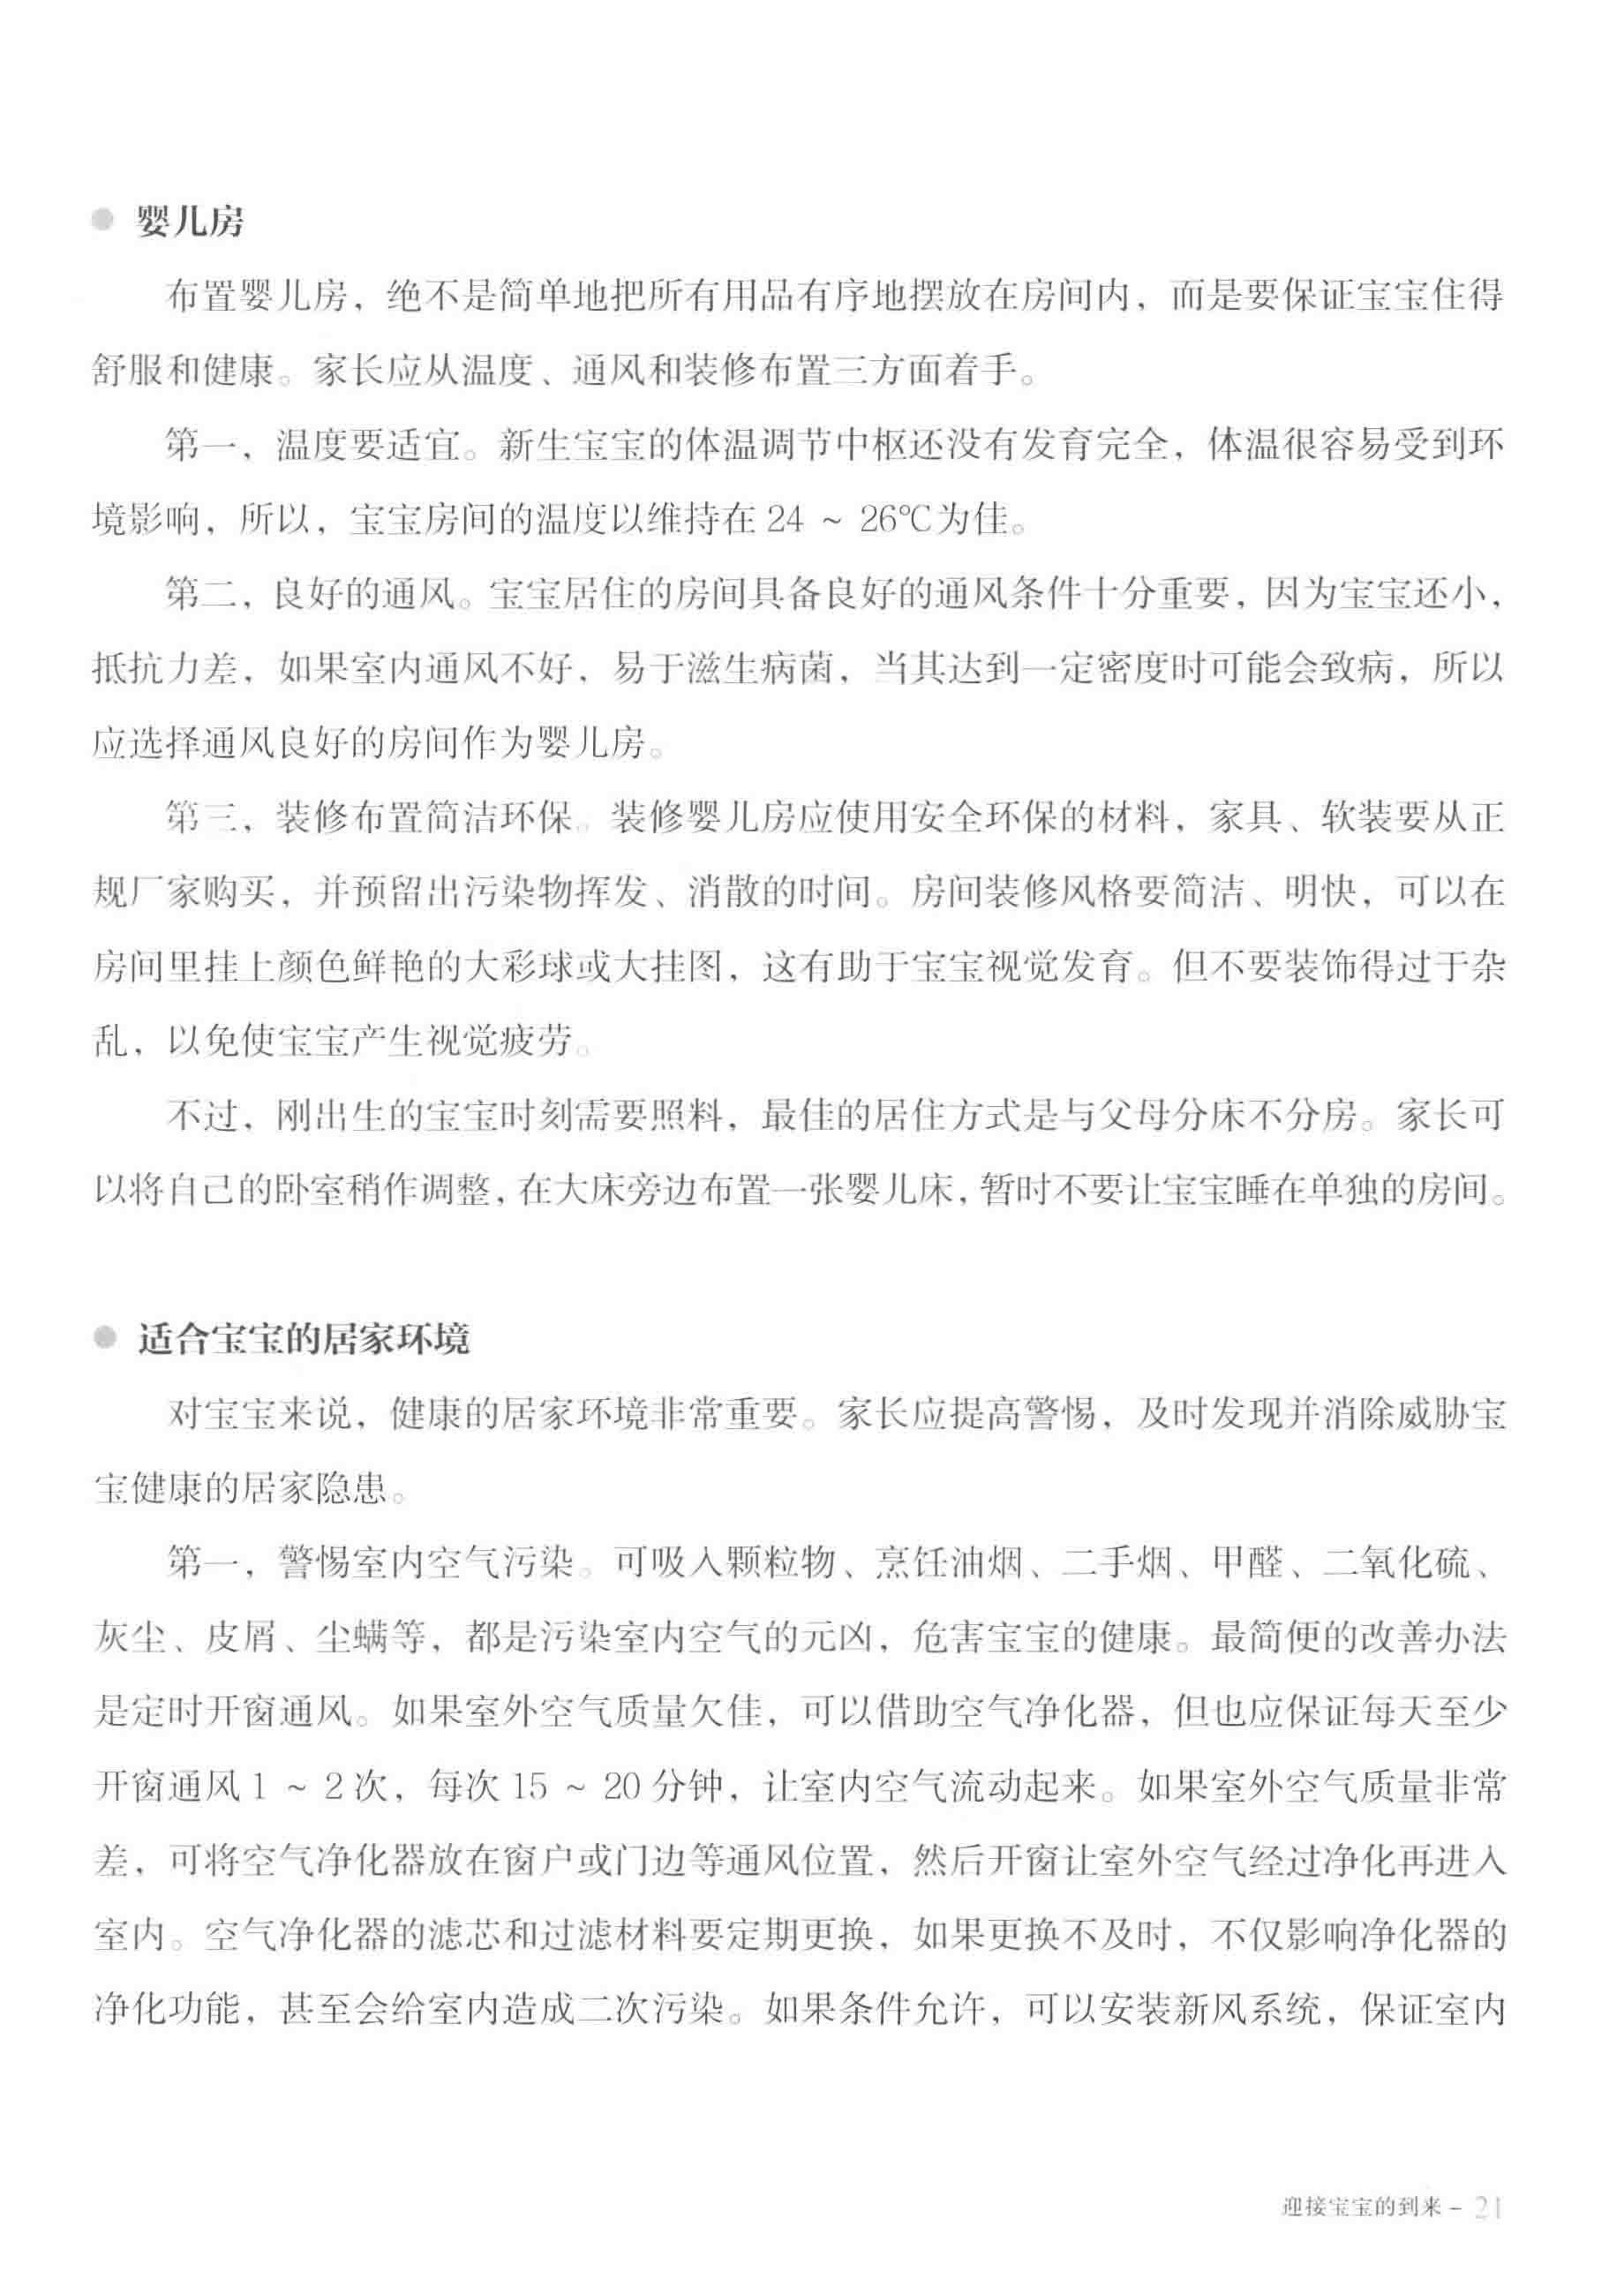 婴儿房
布置婴儿房，绝不是简单地把所有用品有序地摆放在房间内，而是要保证宝宝住得
舒服和健康。家长应从温度、通风和装修布置三方面着手。
第一，温度要适宜。新生宝宝的体温调节中枢还没有发育完全，体温很容易受到环
境影响，所以，宝宝房间的温度以维持在 24 ~ 26℃为佳。
第二，良好的通风。宝宝居住的房间具备良好的通风条件十分重要，因为宝宝还小，
抵抗力差，如果室内通风不好，易于滋生病菌，当其达到一定密度时可能会致病，所以
应选择通风良好的房间作为婴儿房。
第三，装修布置简洁环保。装修婴儿房应使用安全环保的材料，家具、软装要从正
规厂家购买，并预留出污染物挥发、消散的时间。房间装修风格要简洁、明快，可以在
房间里挂上颜色鲜艳的大彩球或大挂图，这有助于宝宝视觉发育。但不要装饰得过于杂
乱，以免使宝宝产生视觉疲劳。
不过，刚出生的宝宝时刻需要照料，最佳的居住方式是与父母分床不分房。家长可
以将自己的卧室稍作调整，在大床旁边布置一张婴儿床，暂时不要让宝宝睡在单独的房间。
适合宝宝的居家环境
对宝宝来说，健康的居家环境非常重要。家长应提高警惕，及时发现并消除威胁宝
宝健康的居家隐患。
第一，警惕室内空气污染。可吸入颗粒物、烹饪油烟、二手烟、甲醛、二氧化硫、
灰尘、皮屑、尘螨等，都是污染室内空气的元凶，危害宝宝的健康。最简便的改善办法
是定时开窗通风。如果室外空气质量欠佳，可以借助空气净化器，但也应保证每天至少
开窗通风 1 ~ 2 次，每次 15 ~ 20 分钟，让室内空气流动起来。如果室外空气质量非常
差，可将空气净化器放在窗户或门边等通风位置，然后开窗让室外空气经过净化再进入
室内。空气净化器的滤芯和过滤材料要定期更换，如果更换不及时，不仅影响净化器的
净化功能，甚至会给室内造成二次污染。如果条件允许，可以安装新风系统，保证室内
迎接宝宝的到来 – 21